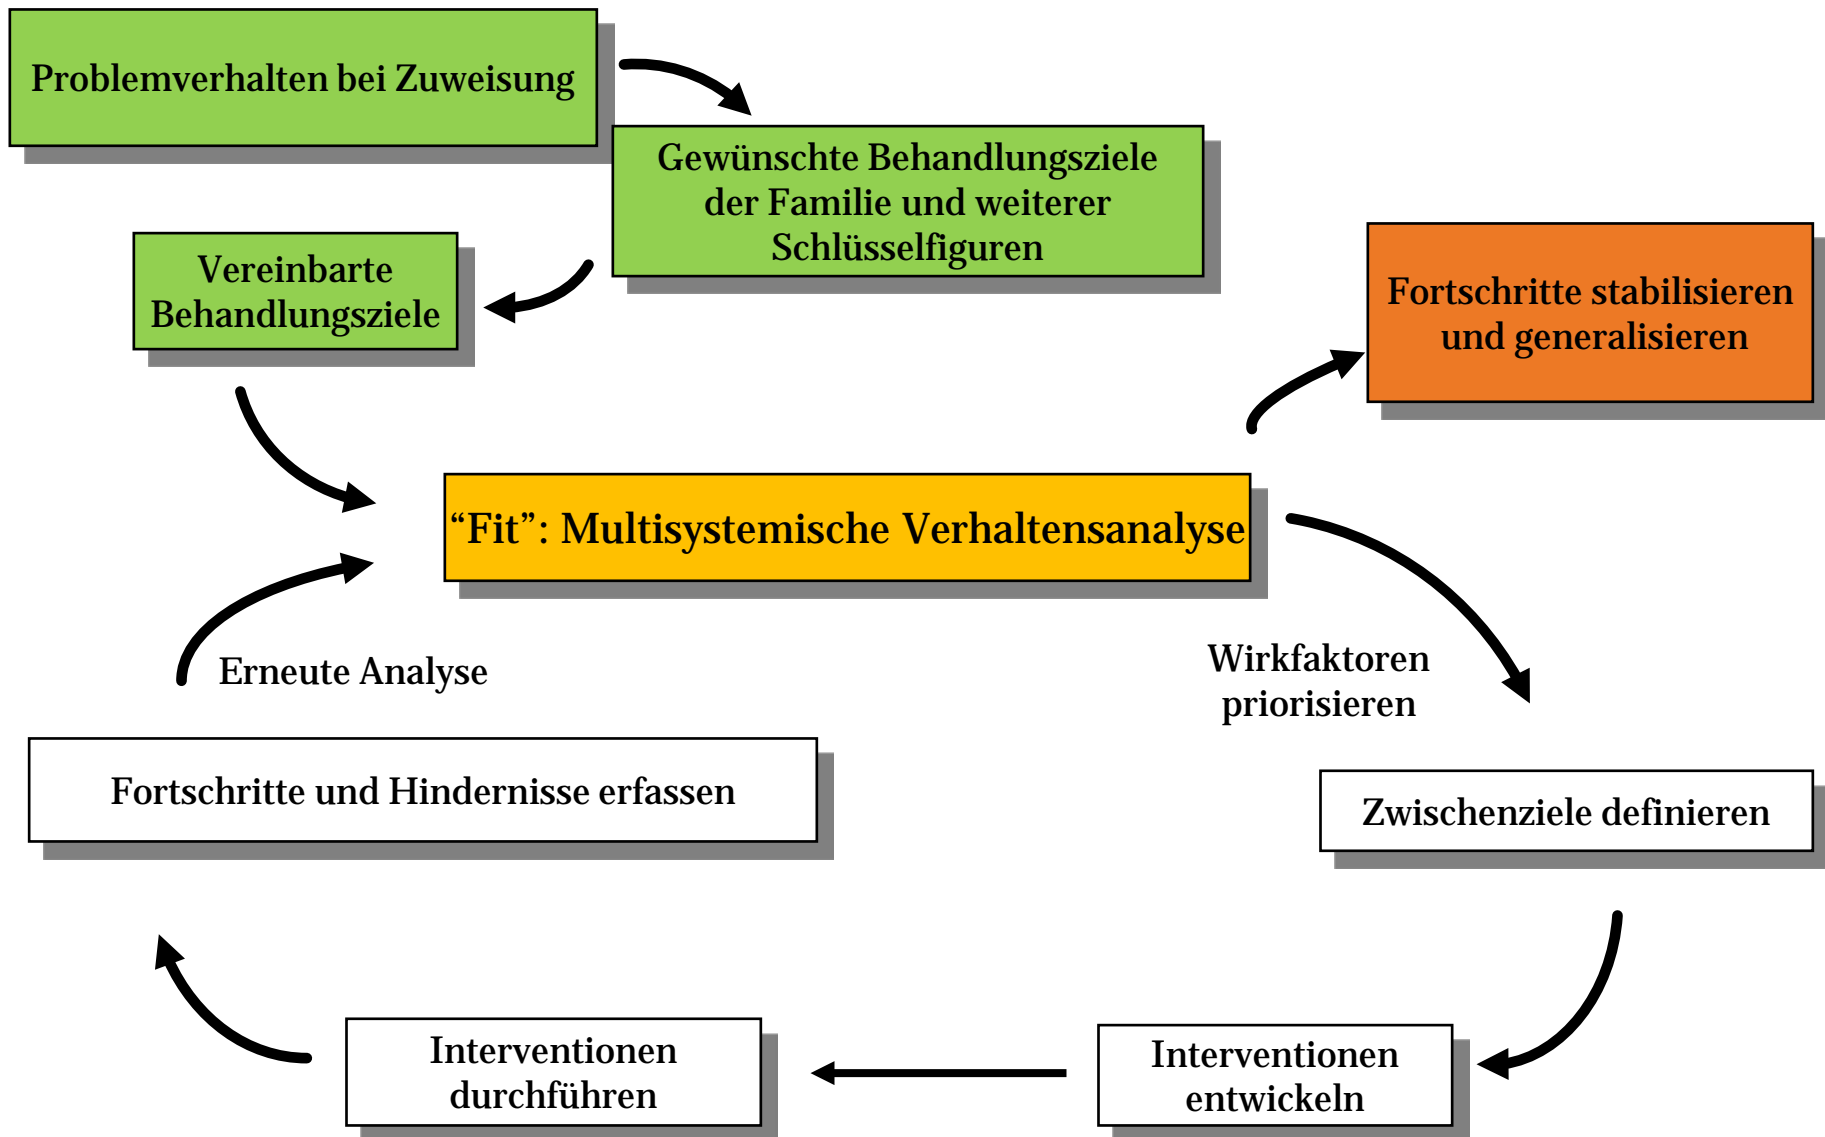 Problemverhalten bei Zuweisung
Gewünschte Behandlungsziele
der Familie und weiterer
Schlüsselfiguren
Vereinbarte
Behandlungsziele
Fortschritte stabilisieren
und generalisieren
“Fit”: Multisystemische Verhaltensanalyse
Erneute Analyse
Wirkfaktoren
priorisieren
Fortschritte und Hindernisse erfassen
Zwischenziele definieren
Interventionen
durchführen
Interventionen
entwickeln